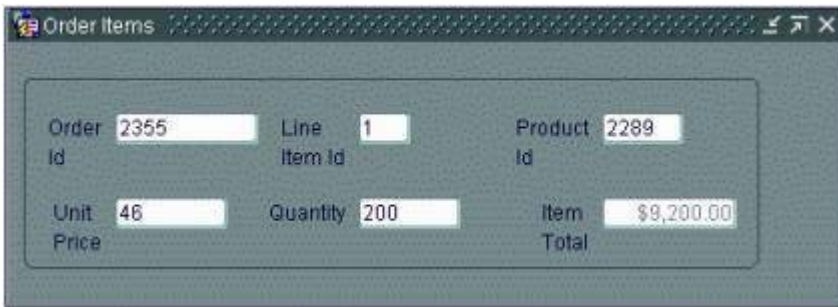 Order Items
Order Id 2355 Line Item Id 1 Product Id 2289
Unit Price 46 Quantity 200 Item Total $9,200.00